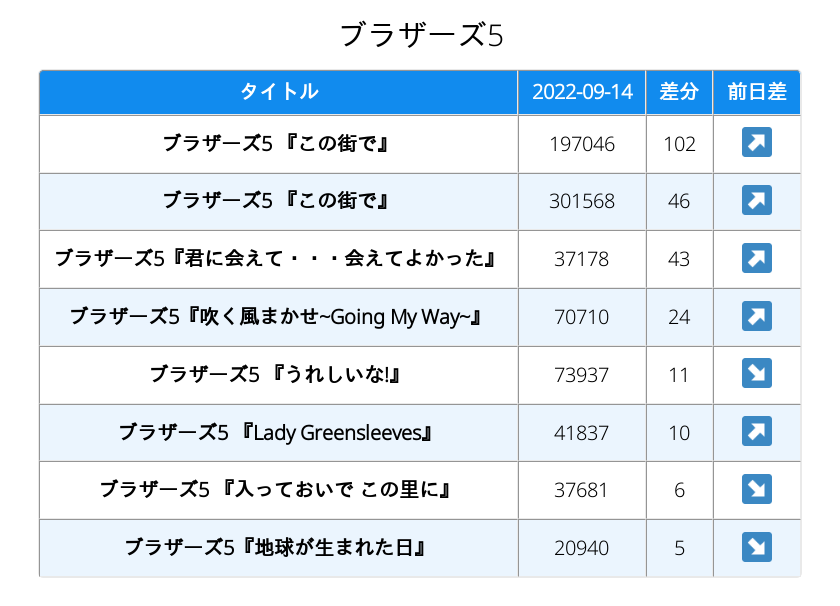 ブラザーズ5
タイトル 2022-09-14 差分 前日差
ブラザーズ5 『この街で』 197046 102 ↗
ブラザーズ5 『この街で』 301568 46 ↗
ブラザーズ5『君に会えて・・・会えてよかった』 37178 43 ↗
ブラザーズ5『吹く風まかせ~Going My Way~』 70710 24 ↗
ブラザーズ5 『うれしいな!』 73937 11 ↘
ブラザーズ5 『Lady Greensleeves』 41837 10 ↗
ブラザーズ5 『入っておいで この里に』 37681 6 ↘
ブラザーズ5『地球が生まれた日』 20940 5 ↘